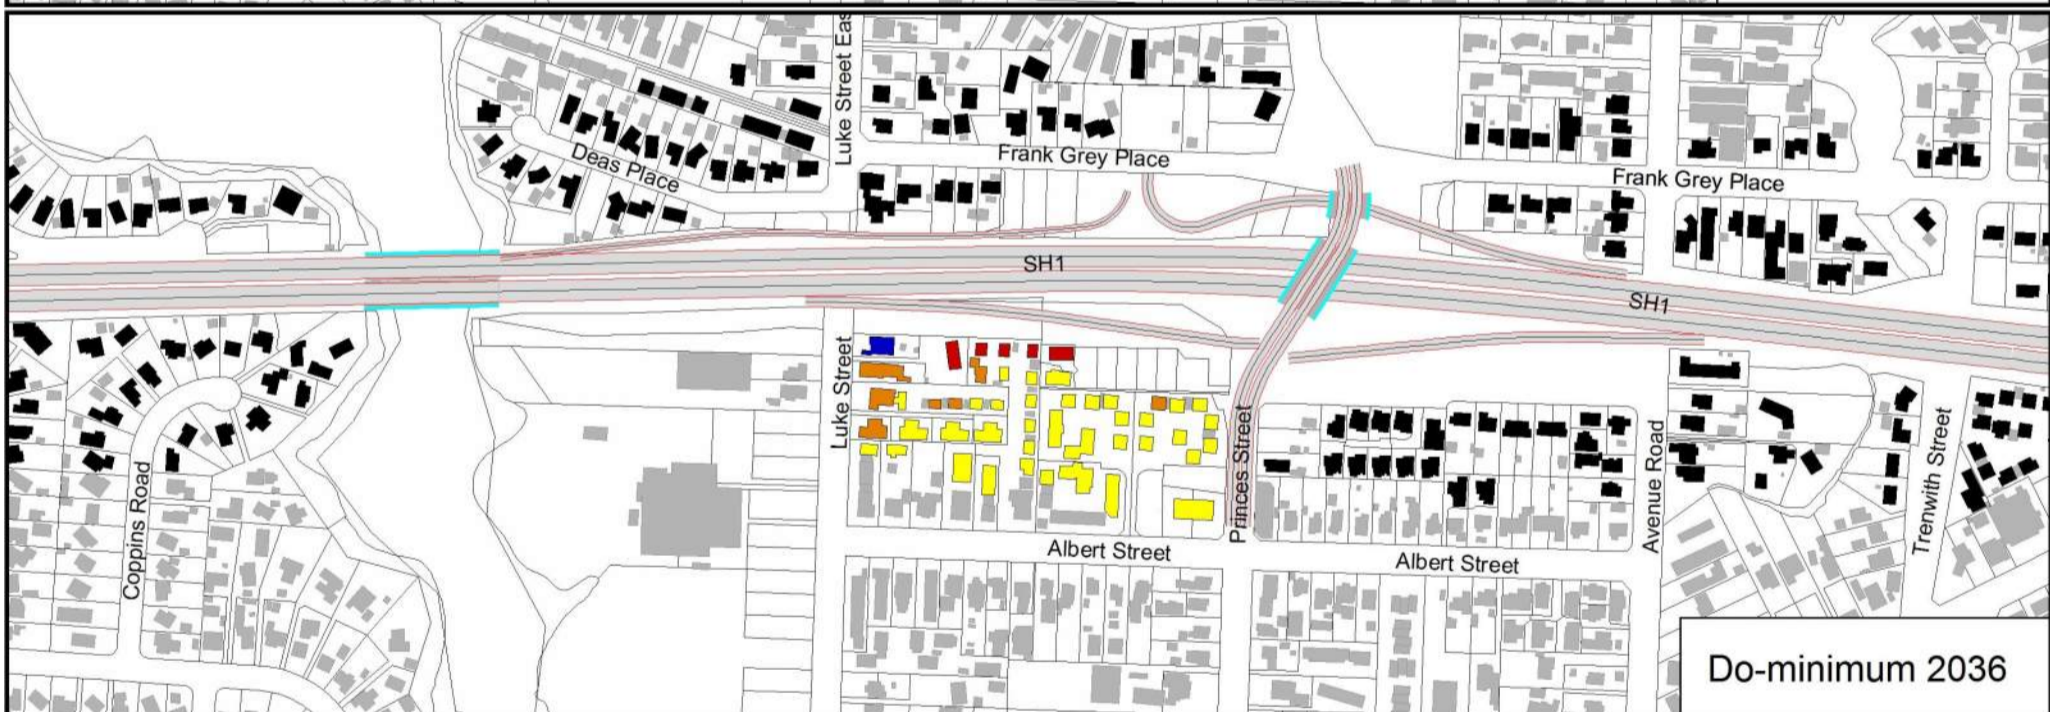 Luke Street Eas
Frank Grey Place
Deas Place
Frank Grey Place
SH1
SH1
Luke Street
Princes Street
Avenue Road
Trenwith Street
Coppins Road
Albert Street
Albert Street
Do-minimum 2036